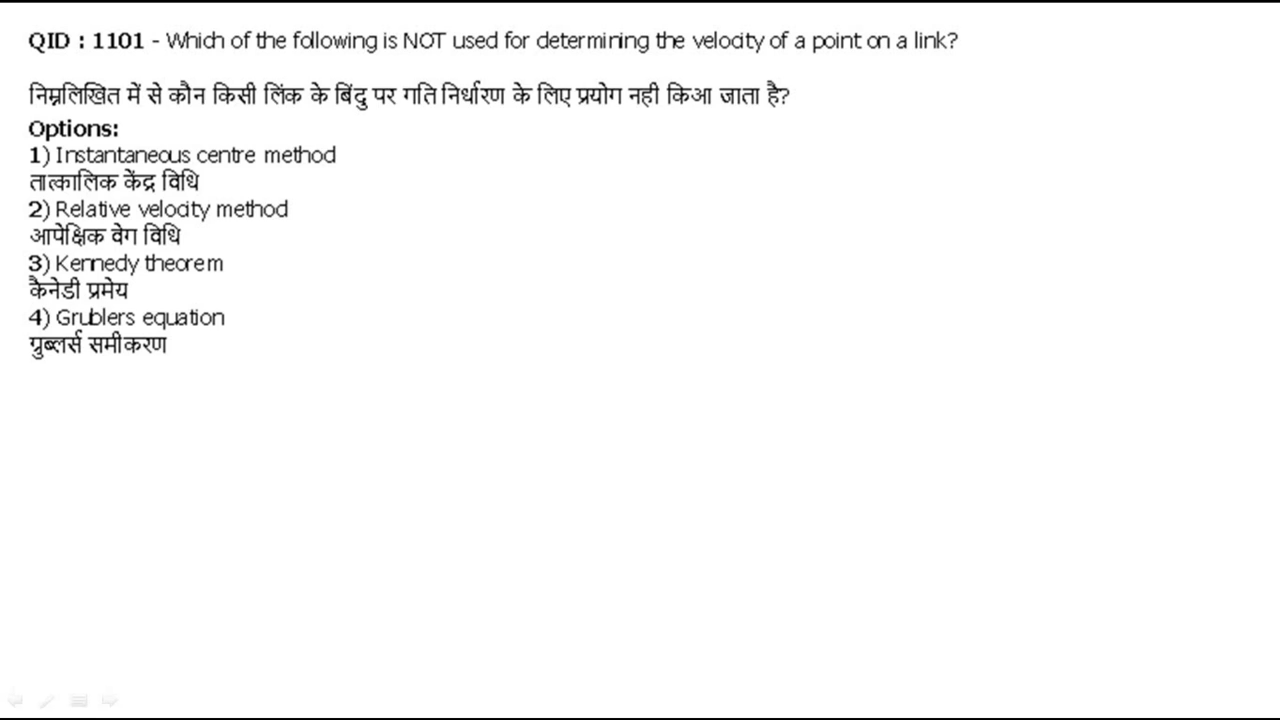 QID : 1101 - Which of the following is NOT used for determining the velocity of a point on a link?
निम्नलिखित में से कौन किसी लिंक के बिंदु पर गति निर्धारण के लिए प्रयोग नही किआ जाता है?
Options:
1) Instantaneous centre method
तात्कालिक केंद्र विधि
2) Relative velocity method
आपेक्षिक वेग विधि
3) Kennedy theorem
कैनेडी प्रमेय
4) Grublers equation
ग्रुब्लर्स समीकरण